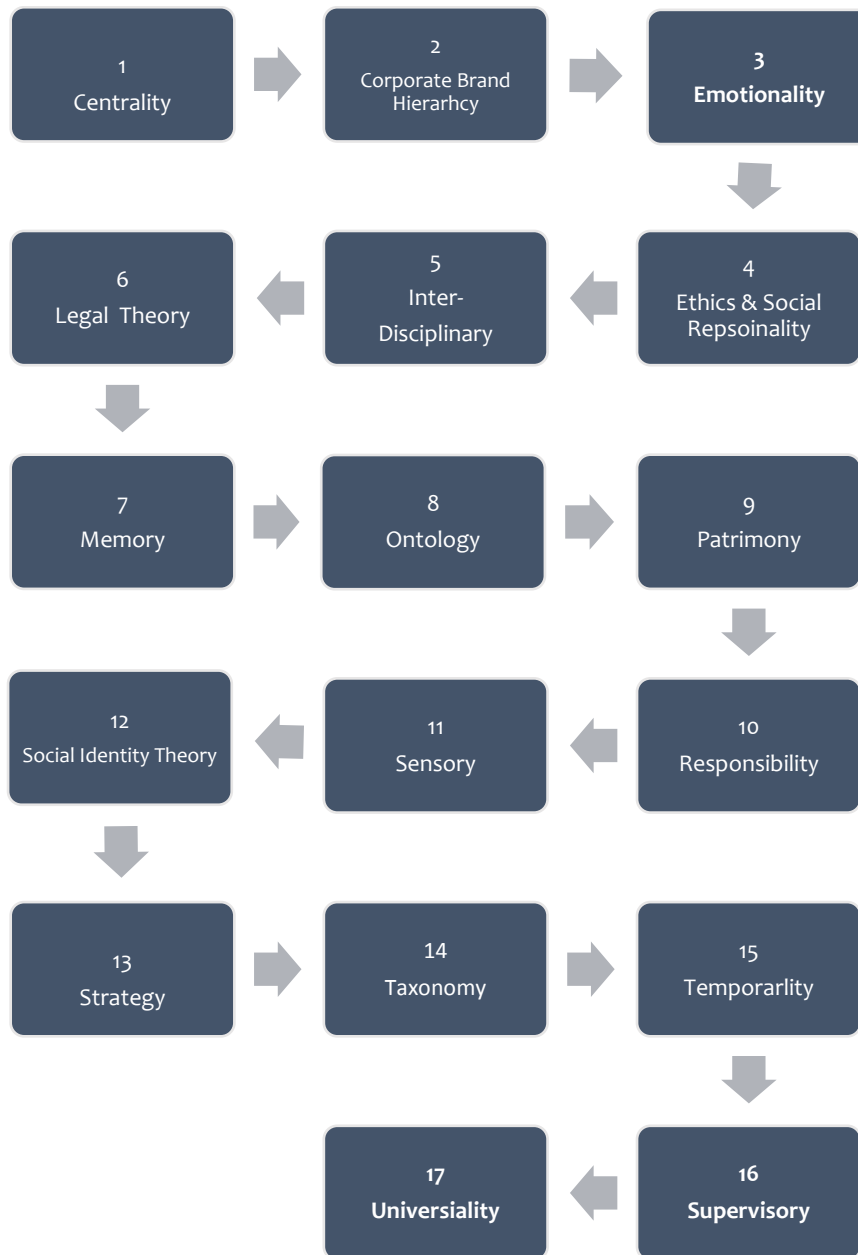 1
Centrality
2
Corporate Brand
Hierarhcy
3
Emotionality
4
Ethics & Social
Repsoinality
5
Inter-
Disciplinary
6
Legal Theory
7
Memory
8
Ontology
9
Patrimony
10
Responsibility
11
Sensory
12
Social Identity Theory
13
Strategy
14
Taxonomy
15
Temporarlity
16
Supervisory
17
Universiality